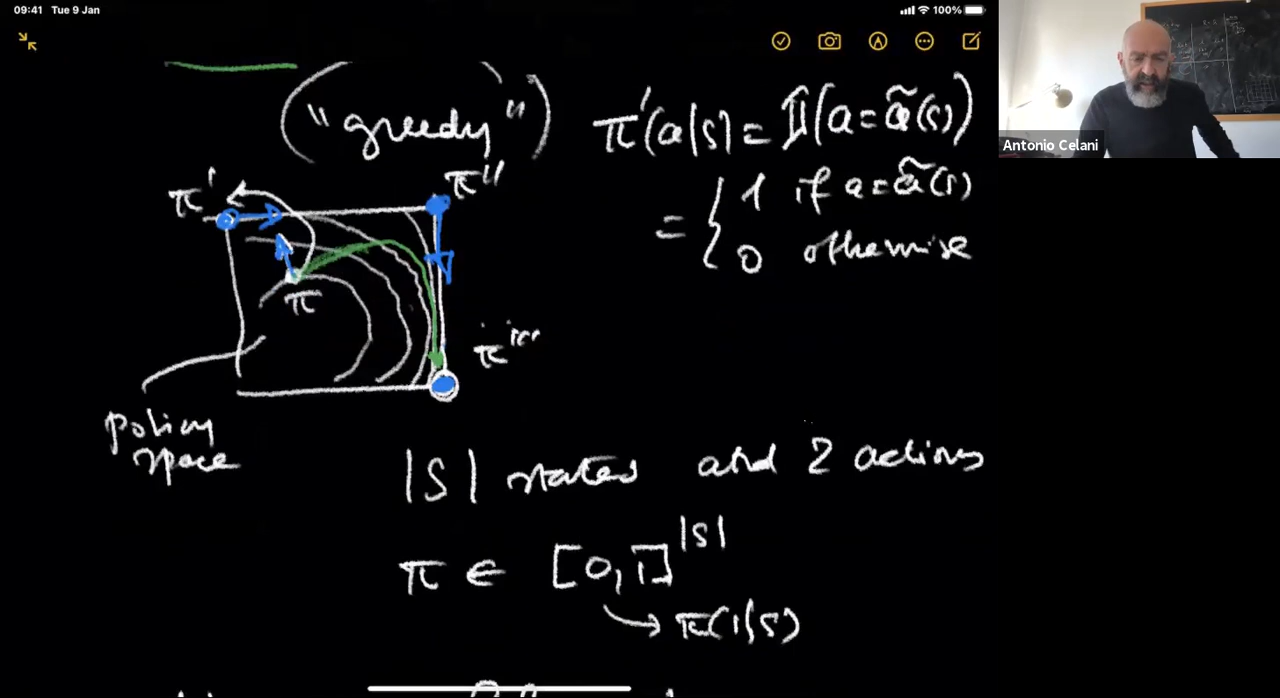 09:41 Tue 9 Jan
100%
Antonio Celani
("greedy")
π'(a|s) = 𝕀(a = ã(s))
= { 1 if a = ã(s)
0 otherwise
π'
π''
π
π'''
policy
space
|S| states and 2 actions
π ∈ [0,1]^|S|
→ π(1|s)